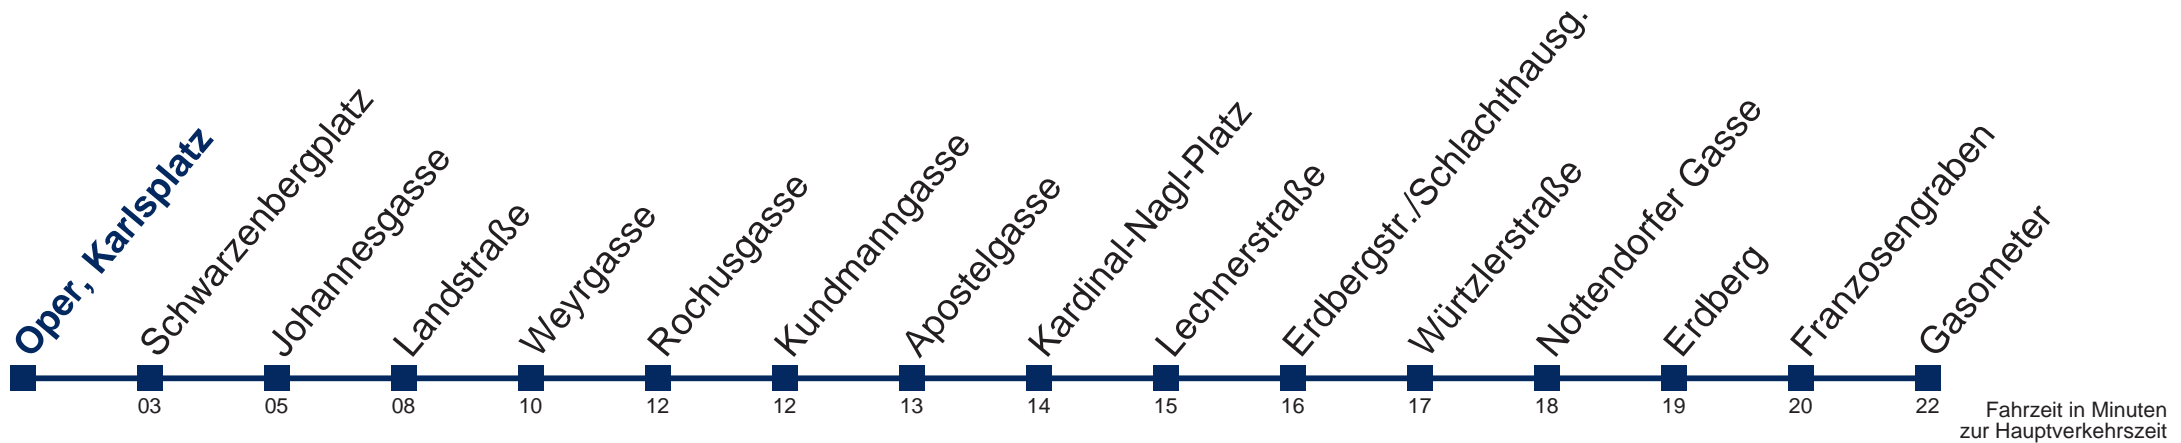 Oper, Karlsplatz
Schwarzenbergplatz
Johannesgasse
Landstraße
Weyrgasse
Rochusgasse
Kundmanngasse
Apostelgasse
Kardinal-Nagl-Platz
Lechnerstraße
Erdbergstr./Schlachthausg.
Würtzlerstraße
Nottendorfer Gasse
Erdberg
Franzosengraben
Gasometer
03 05 08 10 12 12 13 14 15 16 17 18 19 20 22
Fahrzeit in Minuten
zur Hauptverkehrszeit